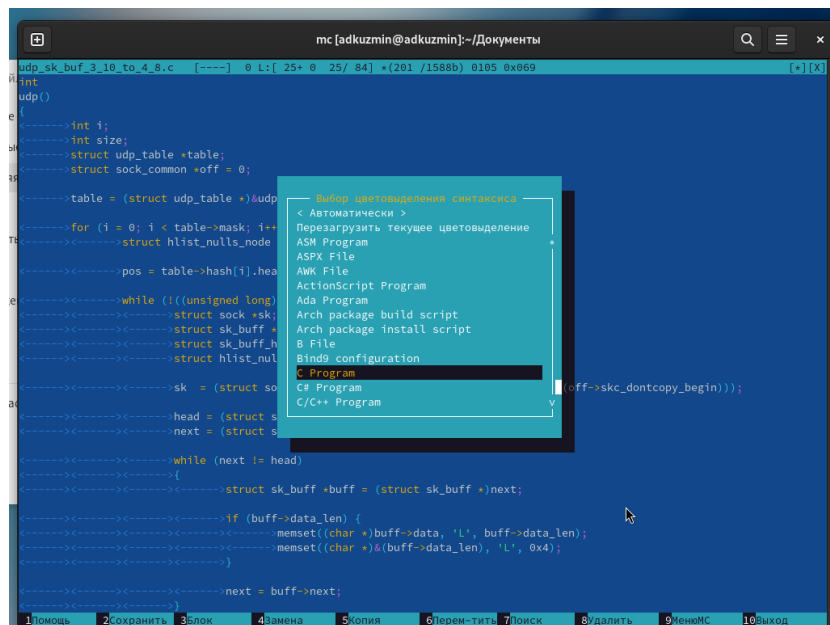 mc [adkuzmin@adkuzmin]:~/Документы
udp_sk_buf_3_10_to_4_8.c [----] 0 L:[ 25+ 0 25/ 84] *(201 /1588b) 0105 0x069 [*][X]
int
udp()
{
<------>int i;
<------>int size;
<------>struct udp_table *table;
<------>struct sock_common *off = 0;
<------>table = (struct udp_table *)&udp
<------>for (i = 0; i < table->mask; i++
<------><------>struct hlist_nulls_node
<------><------>pos = table->hash[i].hea
<------><------>while (!((unsigned long)
<------><------><------>struct sock *sk;
<------><------><------>struct sk_buff *
<------><------><------>struct sk_buff_h
<------><------><------>struct hlist_nul
<------><------><------>sk = (struct so (off->skc_dontcopy_begin)));
<------><------><------>head = (struct s
<------><------><------>next = (struct s
<------><------><------>while (next != head)
<------><------><------>{
<------><------><------><------>struct sk_buff *buff = (struct sk_buff *)next;
<------><------><------><------>if (buff->data_len) {
<------><------><------><------><------>memset((char *)buff->data, 'L', buff->data_len);
<------><------><------><------><------>memset((char *)&(buff->data_len), 'L', 0x4);
<------><------><------><------>}
<------><------><------><------>next = buff->next;
<------><------><------>}
Выбор цветовыделения синтаксиса
< Автоматически >
Перезагрузить текущее цветовыделение
ASM Program
ASPX File
AWK File
ActionScript Program
Ada Program
Arch package build script
Arch package install script
B File
Bind9 configuration
C Program
C# Program
C/C++ Program
1Помощь 2Сохранить 3Блок 4Замена 5Копия 6Перем~тить 7Поиск 8Удалить 9МенюMC 10Выход